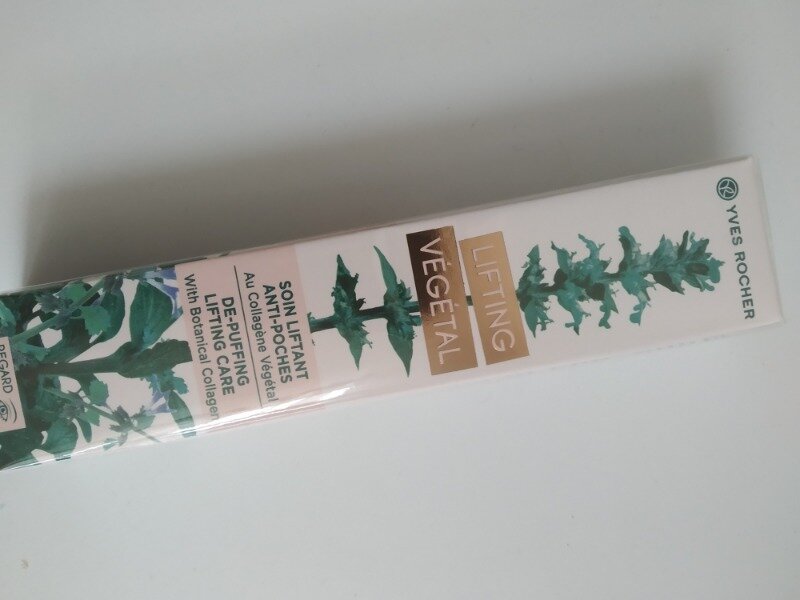 YVES ROCHER
LIFTING
VÉGÉTAL
SOIN LIFTANT
ANTI-POCHES
Au Collagène Végétal
DE-PUFFING
LIFTING CARE
With Botanical Collagen
REGARD